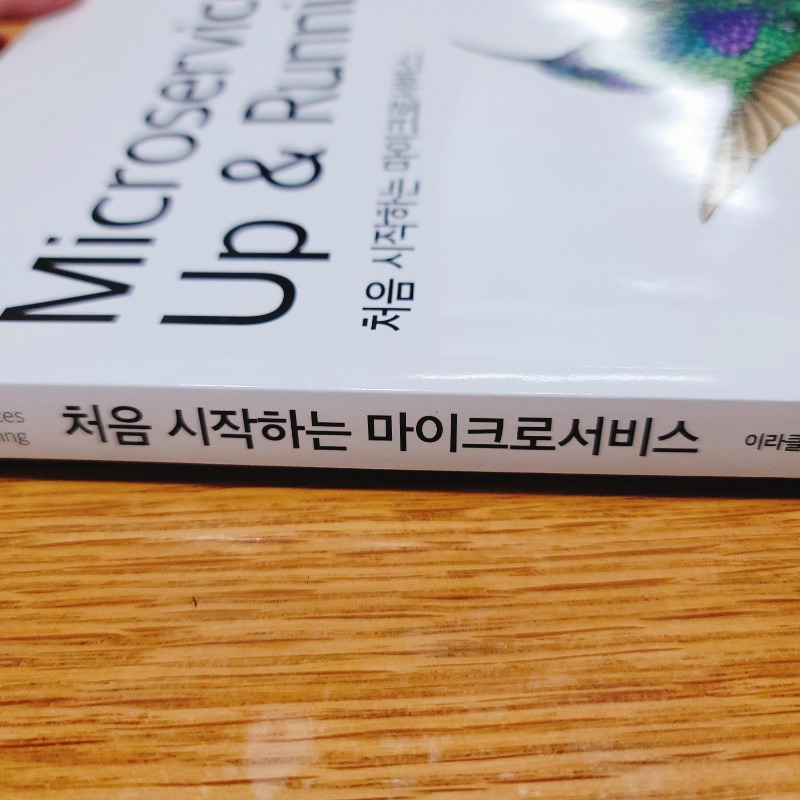 Microservic
Up & Runni
처음 시작하는 마이크로서비스
ces
ing
처음 시작하는 마이크로서비스
이라클